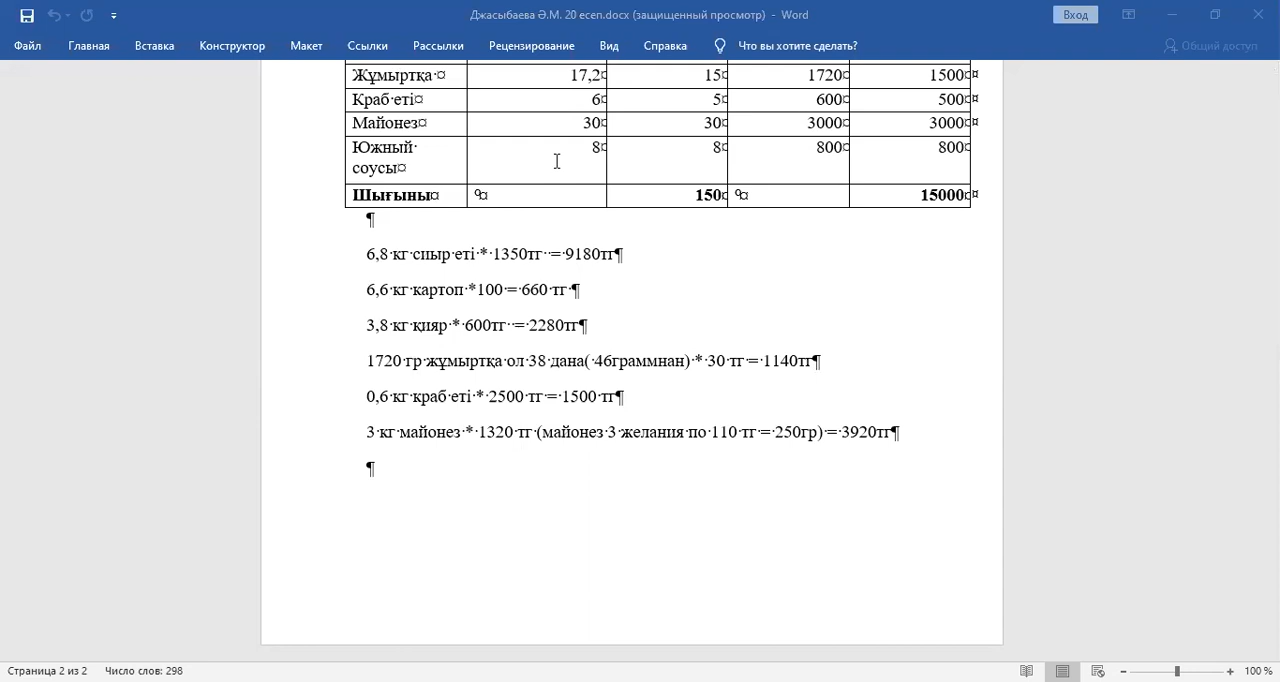 Джасыбаева Ә.М. 20 есеп.docx (защищенный просмотр) - Word
Вход
Файл Главная Вставка Конструктор Макет Ссылки Рассылки Рецензирование Вид Справка Что вы хотите сделать? Общий доступ
Жұмыртқа 17,2 15 1720 1500
Краб еті 6 5 600 500
Майонез 30 30 3000 3000
Южный 8 8 800 800
соусы
Шығыны 150 15000
6,8 кг сиыр еті * 1350тг = 9180тг
6,6 кг картоп *100 = 660 тг
3,8 кг қияр * 600тг = 2280тг
1720 гр жұмыртқа ол 38 дана( 46граммнан) * 30 тг = 1140тг
0,6 кг краб еті * 2500 тг = 1500 тг
3 кг майонез * 1320 тг (майонез 3 желания по 110 тг = 250гр) = 3920тг
Страница 2 из 2 Число слов: 298 100 %